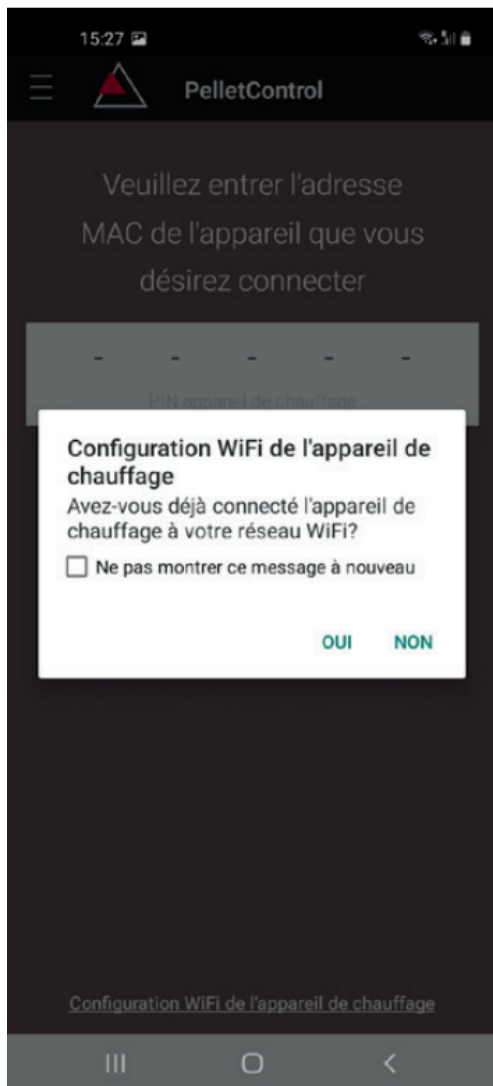 15:27
PelletControl
Veuillez entrer l'adresse
MAC de l'appareil que vous
désirez connecter
- - - - -
PIN appareil de chauffage
Configuration WiFi de l'appareil de
chauffage
Avez-vous déjà connecté l'appareil de
chauffage à votre réseau WiFi?
Ne pas montrer ce message à nouveau
OUI NON
Configuration WiFi de l'appareil de chauffage